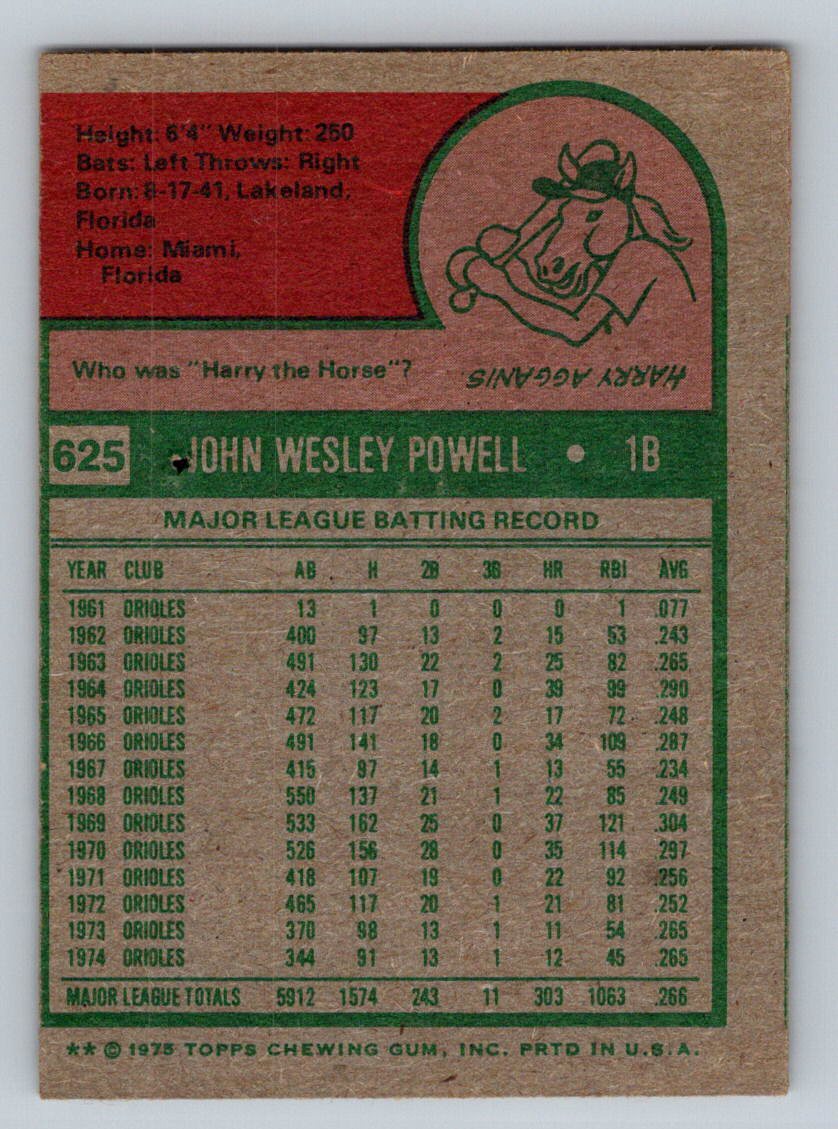 Height: 6'4" Weight: 250
Bats: Left Throws: Right
Born: 8-17-41, Lakeland,
Florida
Home: Miami,
Florida
Who was "Harry the Horse"?
HARRY AGGANIS.
625 JOHN WESLEY POWELL • 1B
MAJOR LEAGUE BATTING RECORD
YEAR CLUB AB H 2B 3B HR RBI AVG
1961 ORIOLES 13 1 0 0 0 1 .077
1962 ORIOLES 400 97 13 2 15 53 .243
1963 ORIOLES 491 130 22 2 25 82 .265
1964 ORIOLES 424 123 17 0 39 99 .290
1965 ORIOLES 472 117 20 2 17 72 .248
1966 ORIOLES 491 141 18 0 34 109 .287
1967 ORIOLES 415 97 14 1 13 55 .234
1968 ORIOLES 550 137 21 1 22 85 .249
1969 ORIOLES 533 162 25 0 37 121 .304
1970 ORIOLES 526 156 28 0 35 114 .297
1971 ORIOLES 418 107 19 0 22 92 .256
1972 ORIOLES 465 117 20 1 21 81 .252
1973 ORIOLES 370 98 13 1 11 54 .265
1974 ORIOLES 344 91 13 1 12 45 .265
MAJOR LEAGUE TOTALS 5912 1574 243 11 303 1063 .266
** © 1975 TOPPS CHEWING GUM, INC. PRTD IN U.S.A.